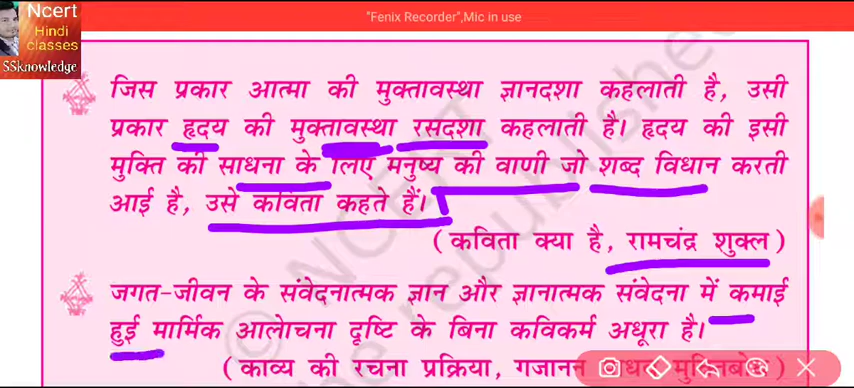 "Fenix Recorder",Mic in use
Ncert
Hindi
classes
SSknowledge
जिस प्रकार आत्मा की मुक्तावस्था ज्ञानदशा कहलाती है, उसी
प्रकार हृदय की मुक्तावस्था रसदशा कहलाती है। हृदय की इसी
मुक्ति की साधना के लिए मनुष्य की वाणी जो शब्द विधान करती
आई है, उसे कविता कहते हैं।
(कविता क्या है, रामचंद्र शुक्ल)
जगत-जीवन के संवेदनात्मक ज्ञान और ज्ञानात्मक संवेदना में कमाई
हुई मार्मिक आलोचना दृष्टि के बिना कविकर्म अधूरा है।
(काव्य की रचना प्रक्रिया, गजानन
© NCERT
republished